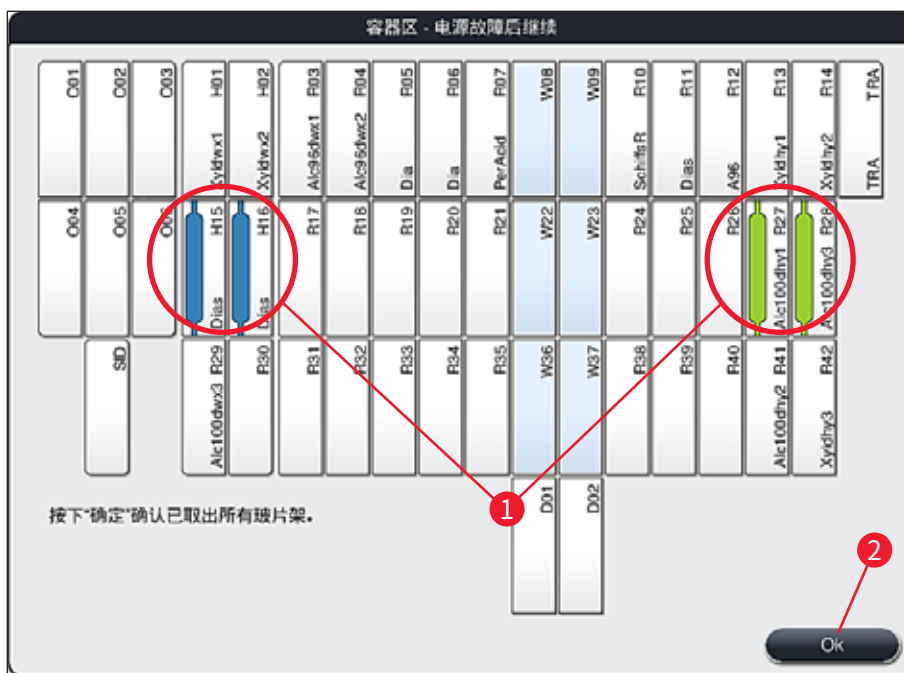 容器区 - 电源故障后继续
O01
O02
O03
Xyldwx1 H01
Xyldwx2 H02
Alc96dwx1 R03
Alc96dwx2 R04
Dia R05
Dia R06
PerAcid R07
W08
W09
SchiffsR R10
Dias R11
A96 R12
Xyldhy1 R13
Xyldhy2 R14
TRA TRA
O04
O05
O06
Dias H15
Dias H16
R17
R18
R19
R20
R21
W22
W23
R24
R25
R26
Alc100dhy1 R27
Alc100dhy3 R28
SID
Alc100dwx3 R29
R30
R31
R32
R33
R34
R35
W36
W37
R38
R39
R40
Alc100dhy2 R41
Xyldhy3 R42
D01
D02
按下“确定”确认已取出所有玻片架。
1
2
Ok